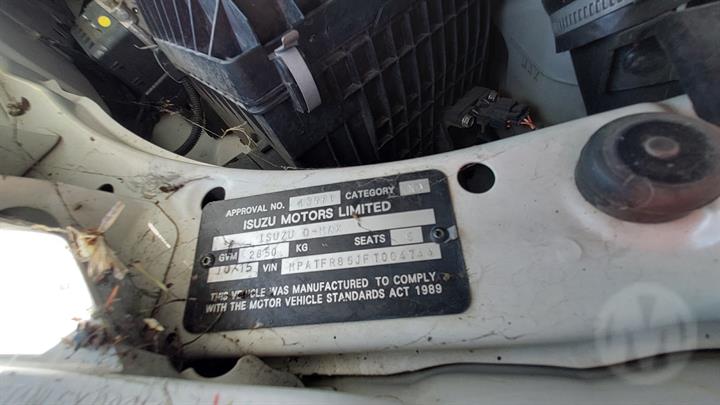 APPROVAL NO. CATEGORY
ISUZU MOTORS LIMITED
ISUZU D-MAX
GVM 2850 KG SEATS 5
10/15 VIN
THIS VEHICLE WAS MANUFACTURED TO COMPLY
WITH THE MOTOR VEHICLE STANDARDS ACT 1989